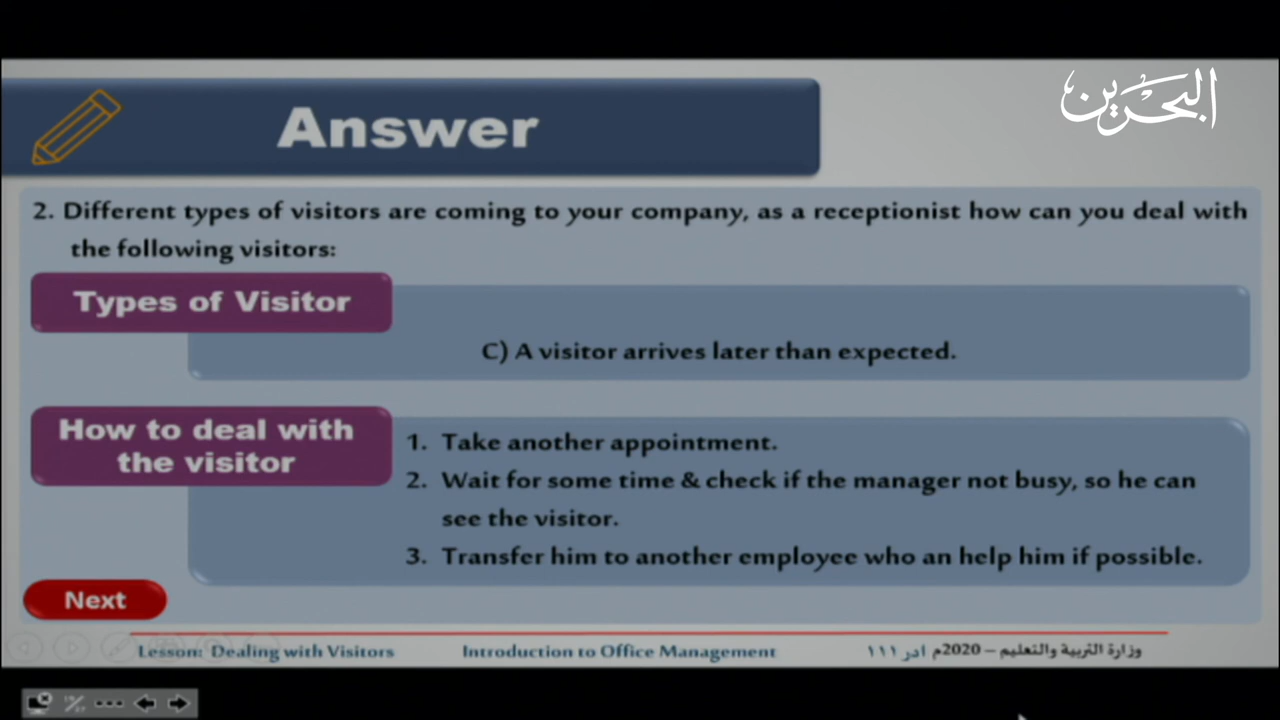 البحرين
Answer
2. Different types of visitors are coming to your company, as a receptionist how can you deal with
the following visitors:
Types of Visitor
C) A visitor arrives later than expected.
How to deal with
the visitor
1. Take another appointment.
2. Wait for some time & check if the manager not busy, so he can
see the visitor.
3. Transfer him to another employee who an help him if possible.
Next
Lesson: Dealing with Visitors
Introduction to Office Management
وزارة التربية والتعليم – 2020م ادر ١١١